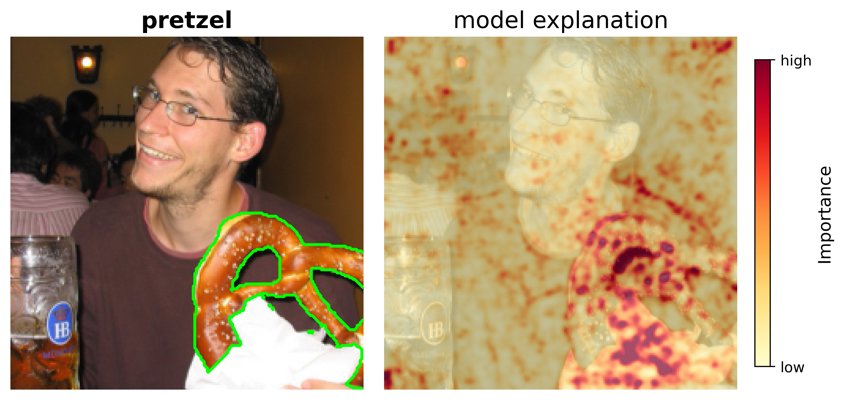 pretzel
model explanation
high
Importance
low
HB